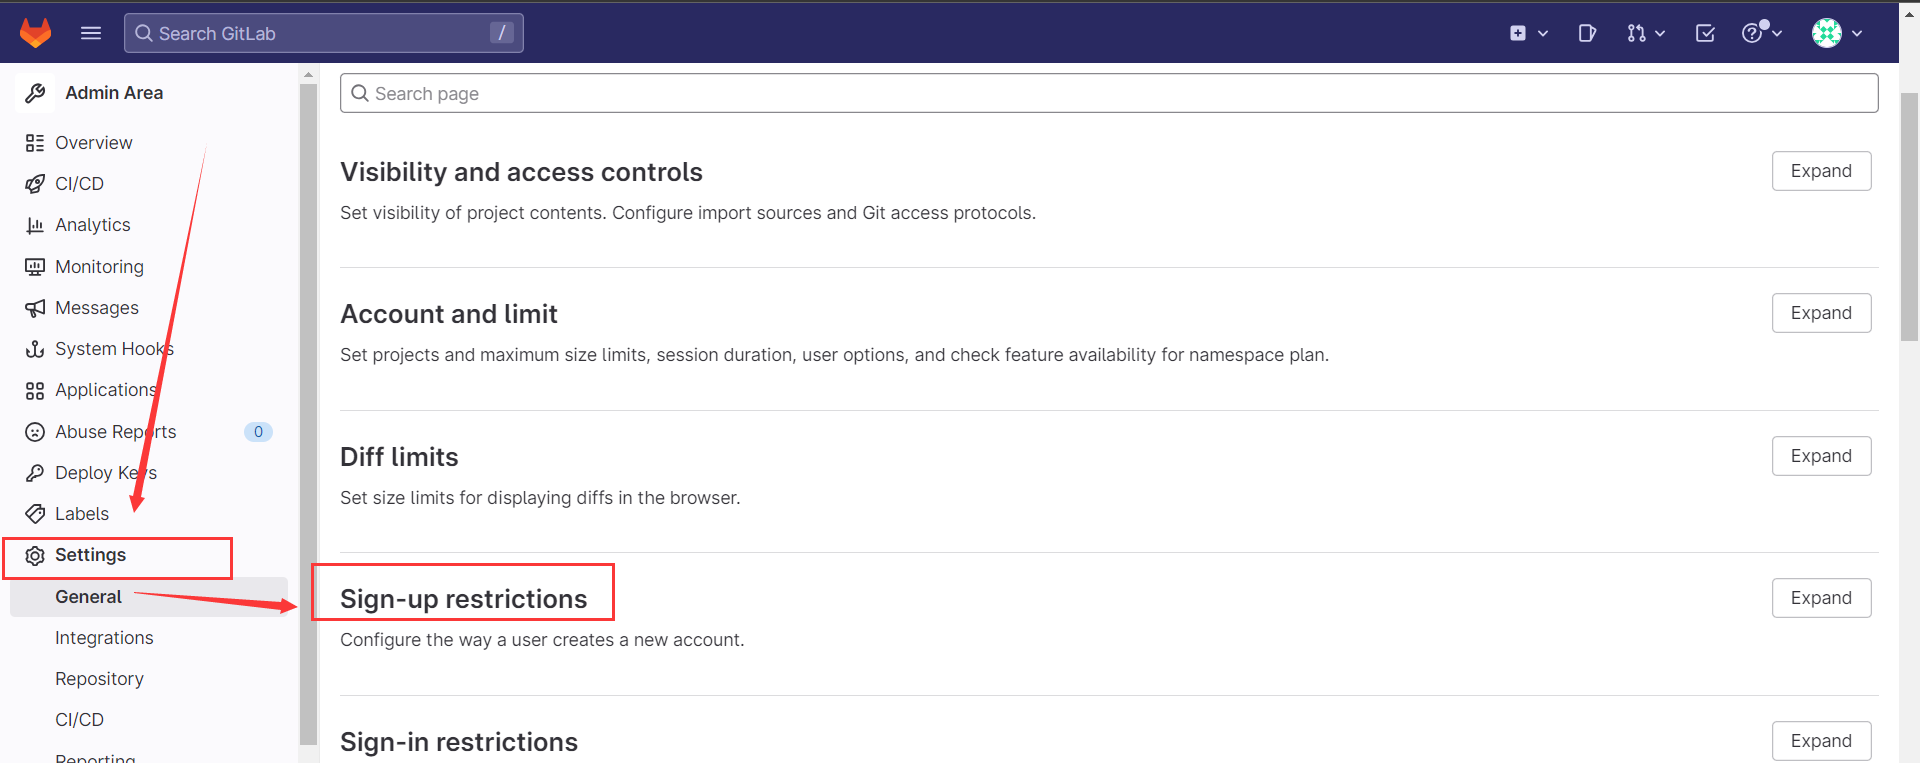 Search GitLab
/
Admin Area
Overview
CI/CD
Analytics
Monitoring
Messages
System Hooks
Applications
Abuse Reports 0
Deploy Keys
Labels
Settings
General
Integrations
Repository
CI/CD
Reporting
Search page
Visibility and access controls
Expand
Set visibility of project contents. Configure import sources and Git access protocols.
Account and limit
Expand
Set projects and maximum size limits, session duration, user options, and check feature availability for namespace plan.
Diff limits
Expand
Set size limits for displaying diffs in the browser.
Sign-up restrictions
Expand
Configure the way a user creates a new account.
Sign-in restrictions
Expand